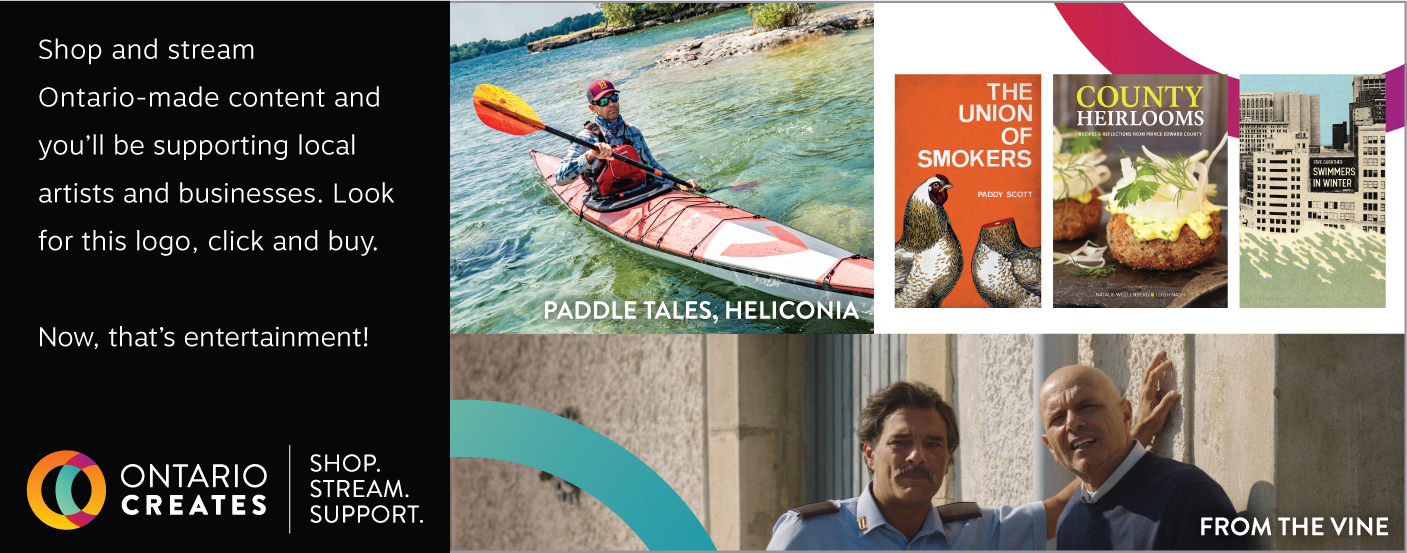 Shop and stream
Ontario-made content and
you'll be supporting local
artists and businesses. Look
for this logo, click and buy.
Now, that's entertainment!
ONTARIO
CREATES
SHOP.
STREAM.
SUPPORT.
PADDLE TALES, HELICONIA
THE
UNION
OF
SMOKERS
PADDY SCOTT
COUNTY
HEIRLOOMS
RECIPES & REFLECTIONS FROM PRINCE EDWARD COUNTY
NATALIE WOLLENBERG & LEIGH NASH
FAYE GUENTHER
SWIMMERS
IN WINTER
FROM THE VINE